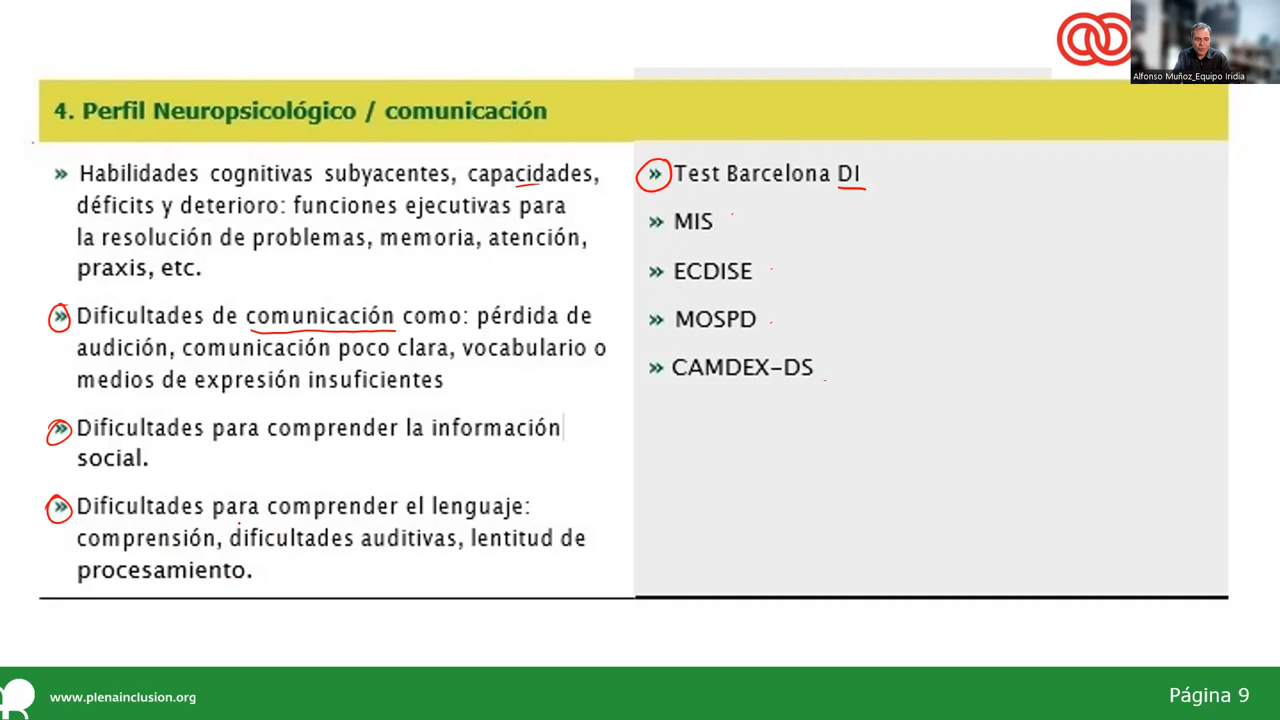 Alfonso Muñoz_Equipo Iridia
4. Perfil Neuropsicológico / comunicación
» Habilidades cognitivas subyacentes, capacidades,
déficits y deterioro: funciones ejecutivas para
la resolución de problemas, memoria, atención,
praxis, etc.
» Dificultades de comunicación como: pérdida de
audición, comunicación poco clara, vocabulario o
medios de expresión insuficientes
» Dificultades para comprender la información
social.
» Dificultades para comprender el lenguaje:
comprensión, dificultades auditivas, lentitud de
procesamiento.
» Test Barcelona DI
» MIS
» ECDISE
» MOSPD
» CAMDEX-DS
www.plenainclusion.org
Página 9